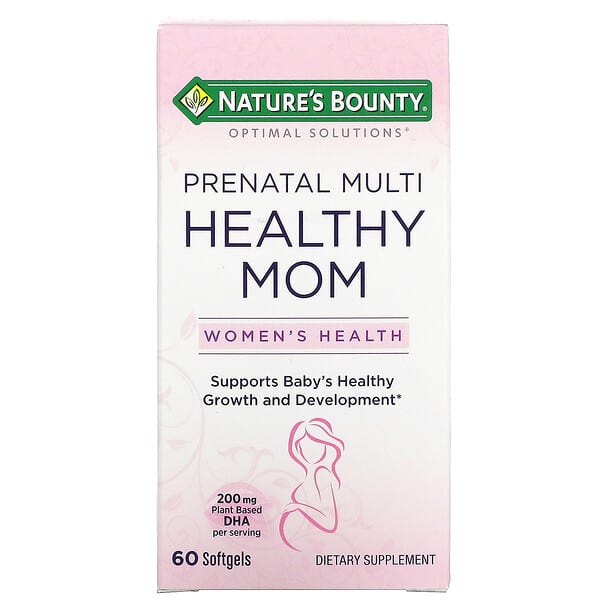 NATURE'S BOUNTY®
OPTIMAL SOLUTIONS®
PRENATAL MULTI
HEALTHY
MOM
WOMEN'S HEALTH
Supports Baby's Healthy
Growth and Development*
200 mg
Plant Based
DHA
per serving
60 Softgels
DIETARY SUPPLEMENT